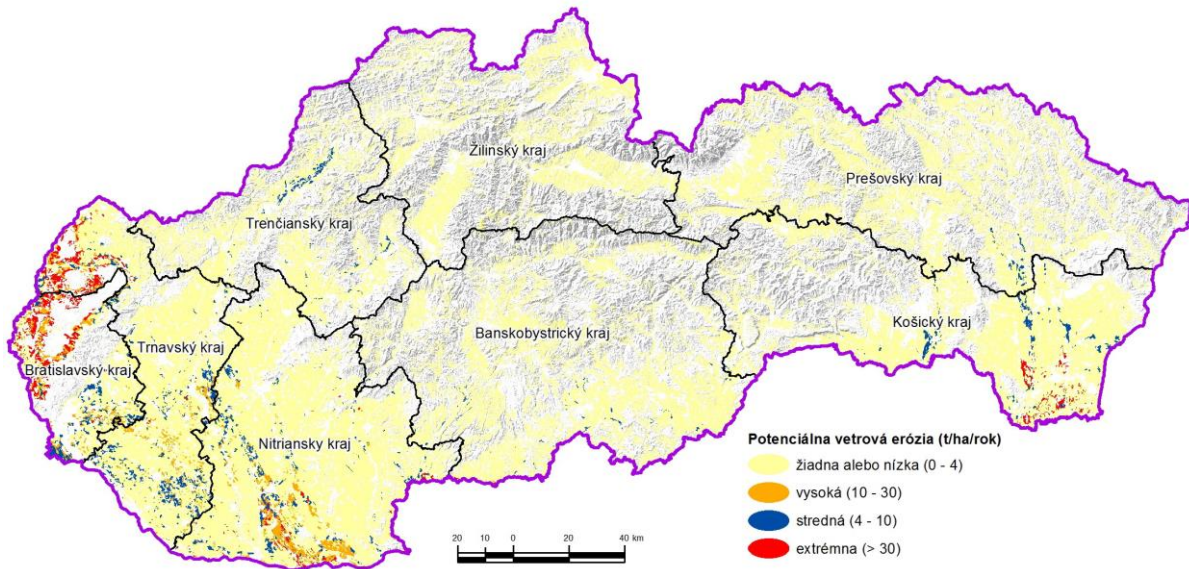 Žilinský kraj
Prešovský kraj
Trenčiansky kraj
Košický kraj
Banskobystrický kraj
Trnavský kraj
Bratislavský kraj
Nitriansky kraj
Potenciálna vetrová erózia (t/ha/rok)
žiadna alebo nízka (0 - 4)
vysoká (10 - 30)
stredná (4 - 10)
extrémna (> 30)
20 10 0 20 40 km